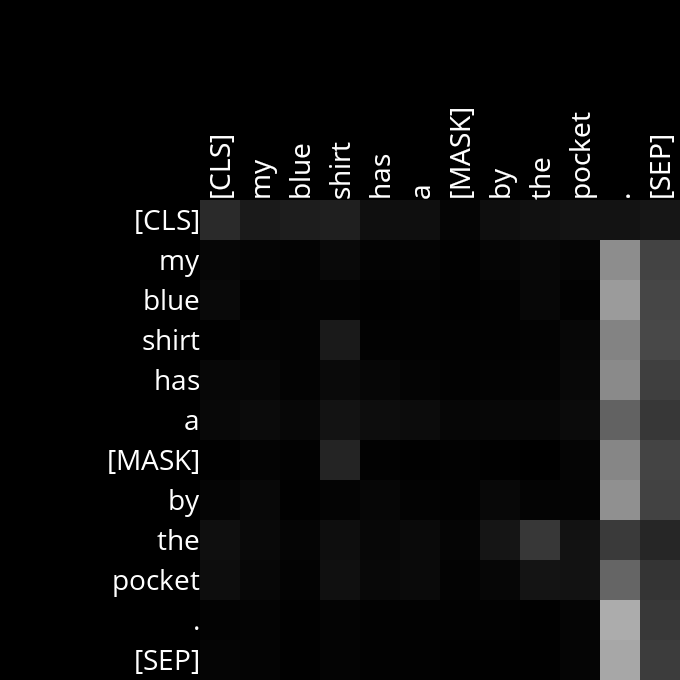 [CLS] my blue shirt has a [MASK] by the pocket . [SEP]
[CLS]
my
blue
shirt
has
a
[MASK]
by
the
pocket
.
[SEP]